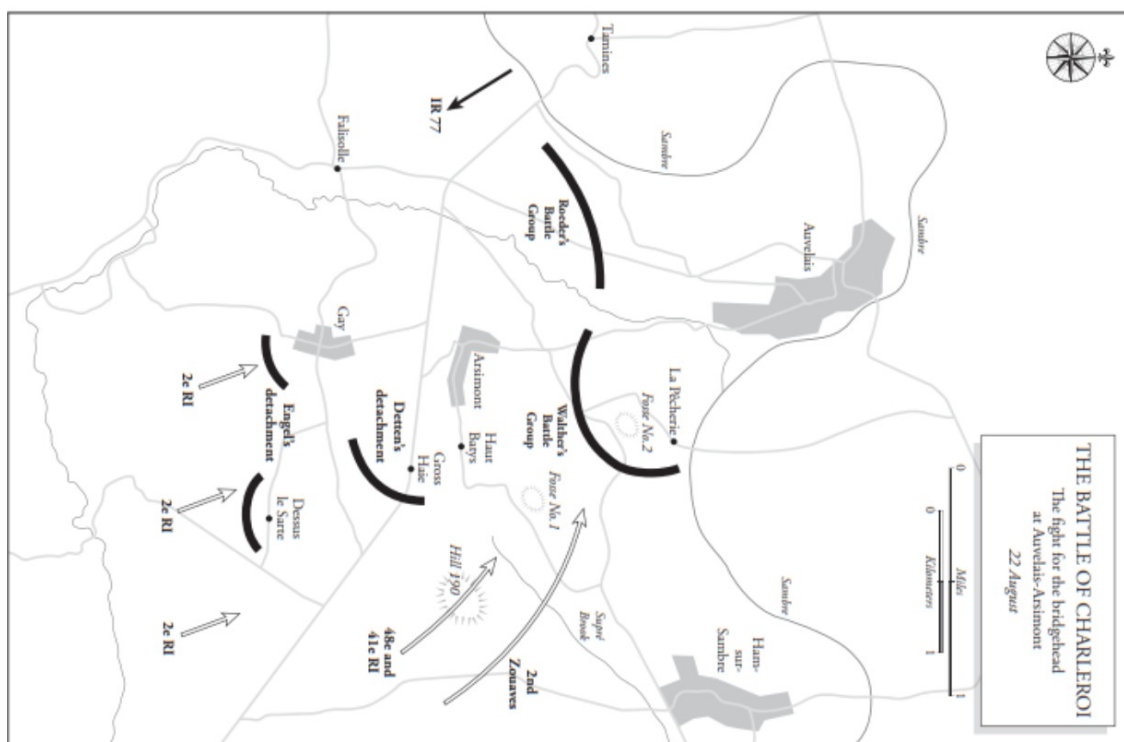 THE BATTLE OF CHARLEROI
The fight for the bridgehead
at Auvelais-Arsimont
22 August
0
Miles
1
0
Kilometers
1
Tamines
Sambre
Sambre
Auvelais
IR 77
Falisolle
Roeder's
Battle
Group
La Pêcherie
Fosse No. 2
Walther's
Battle
Group
Sambre
Ham-
sur-
Sambre
Gay
Arsimont
Haut
Batys
Fosse No. 1
Supré
Brook
2nd
Zouaves
Detten's
detachment
Gross
Haie
Hill 190
48e and
41e RI
Engel's
detachment
Dessus
le Sarte
2e RI
2e RI
2e RI